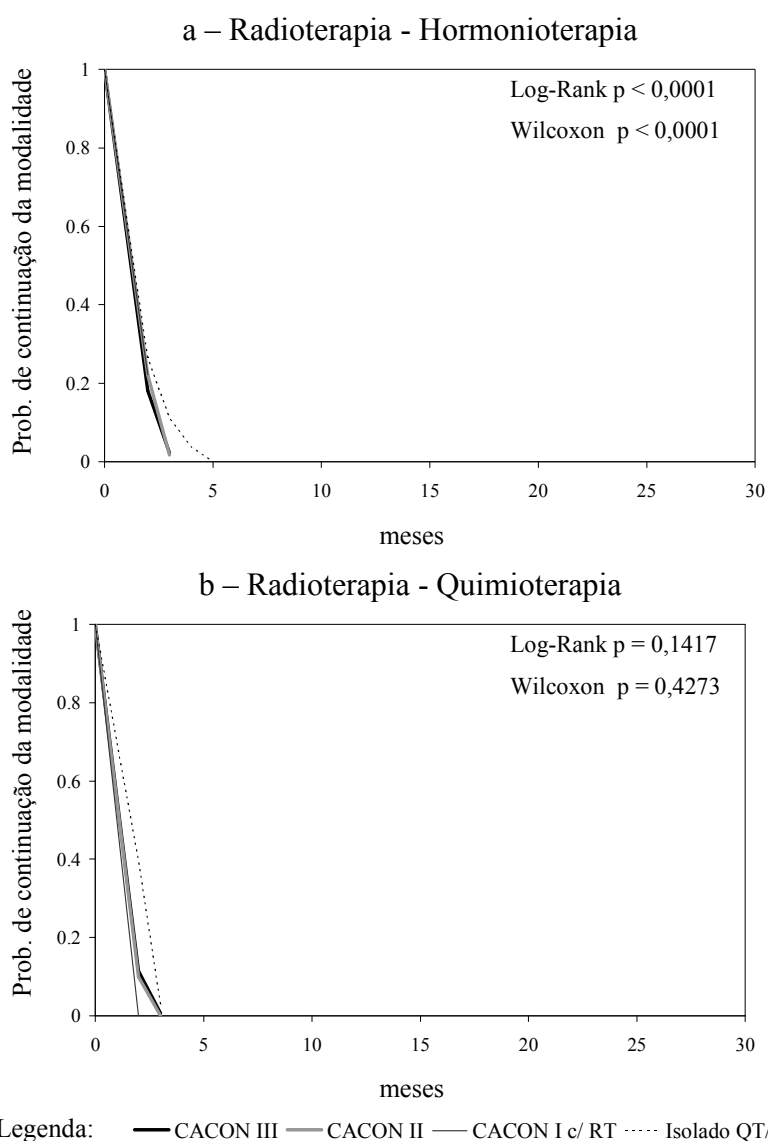 a – Radioterapia - Hormonioterapia
Prob. de continuação da modalidade
Log-Rank p < 0,0001
Wilcoxon p < 0,0001
1
0.8
0.6
0.4
0.2
0
0 5 10 15 20 25 30
meses
b – Radioterapia - Quimioterapia
Prob. de continuação da modalidade
Log-Rank p = 0,1417
Wilcoxon p = 0,4273
1
0.8
0.6
0.4
0.2
0
0 5 10 15 20 25 30
meses
Legenda: CACON III CACON II CACON I c/ RT Isolado QT/